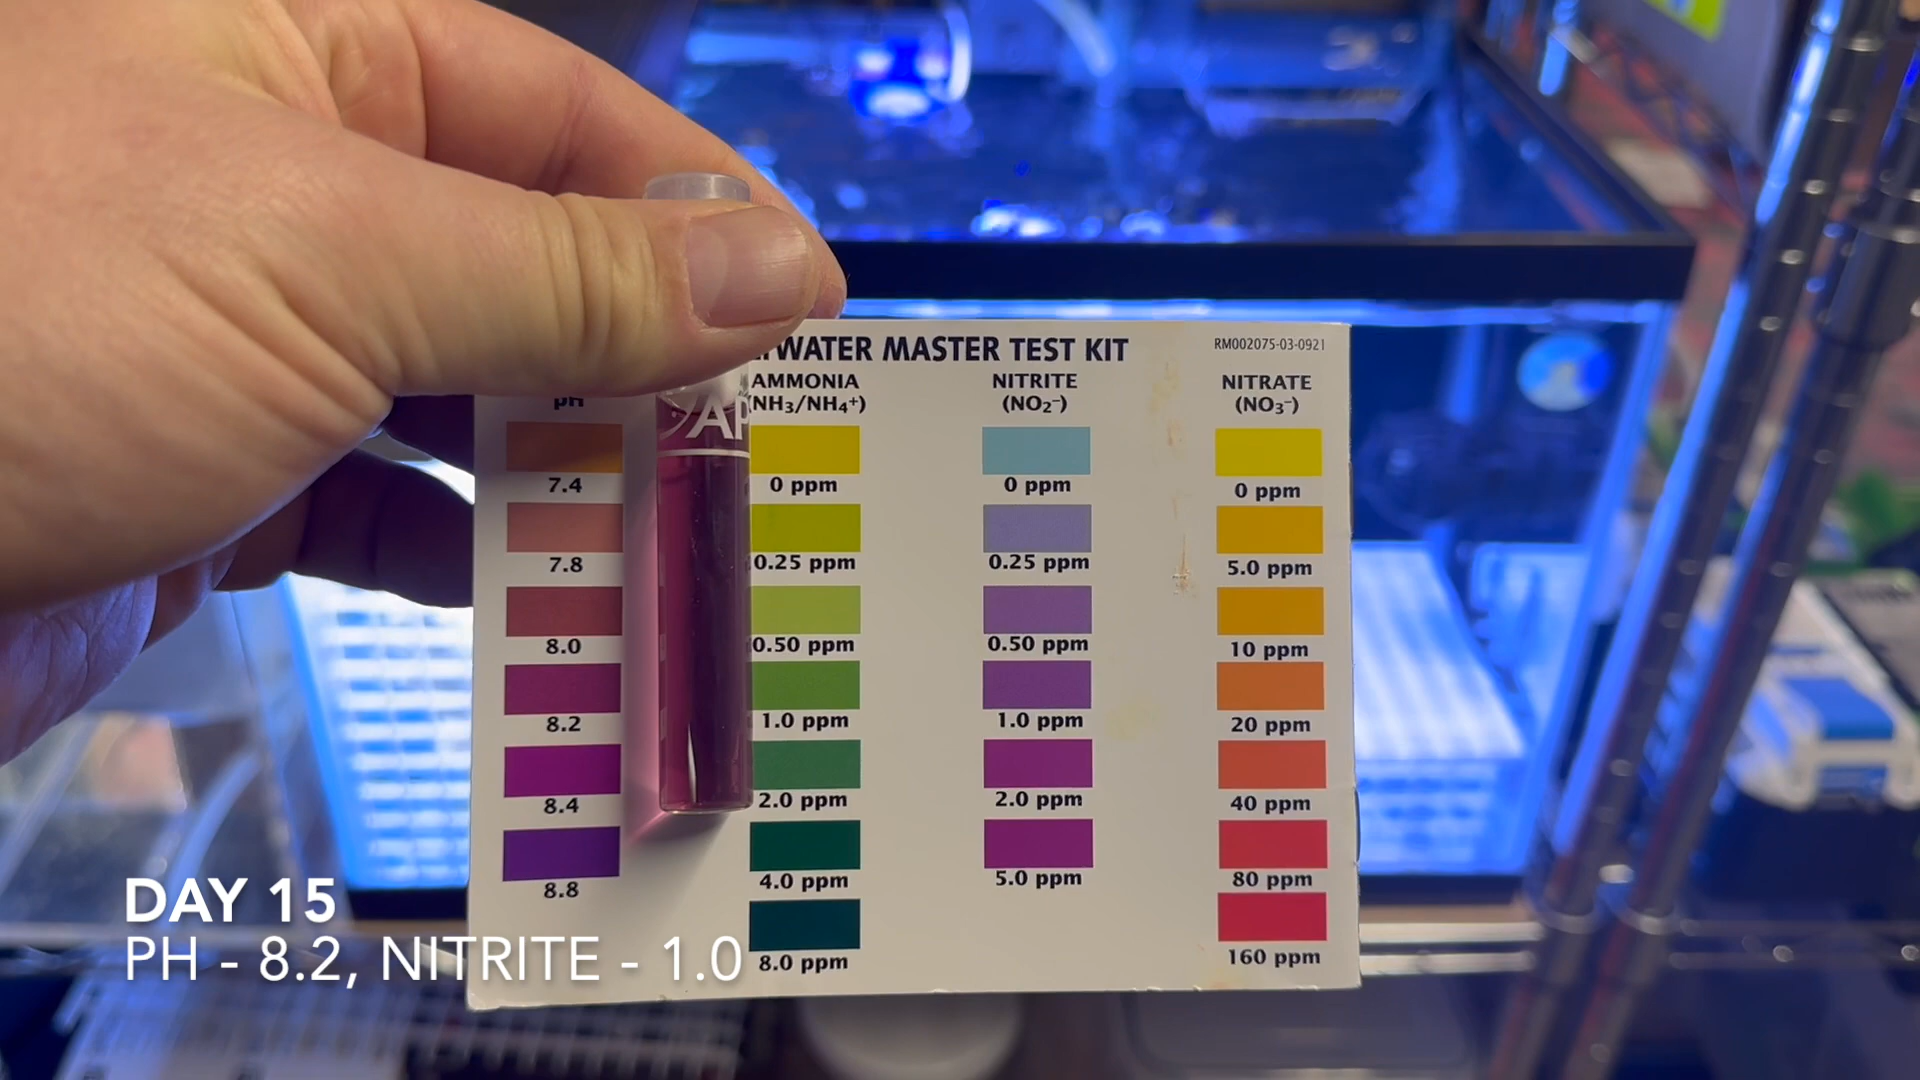 TWATER MASTER TEST KIT
RM002075-03-0921
pH
7.4
7.8
8.0
8.2
8.4
8.8
AP
AMMONIA
(NH₃/NH₄⁺)
0 ppm
0.25 ppm
0.50 ppm
1.0 ppm
2.0 ppm
4.0 ppm
8.0 ppm
NITRITE
(NO₂⁻)
0 ppm
0.25 ppm
0.50 ppm
1.0 ppm
2.0 ppm
5.0 ppm
NITRATE
(NO₃⁻)
0 ppm
5.0 ppm
10 ppm
20 ppm
40 ppm
80 ppm
160 ppm
DAY 15
PH - 8.2, NITRITE - 1.0